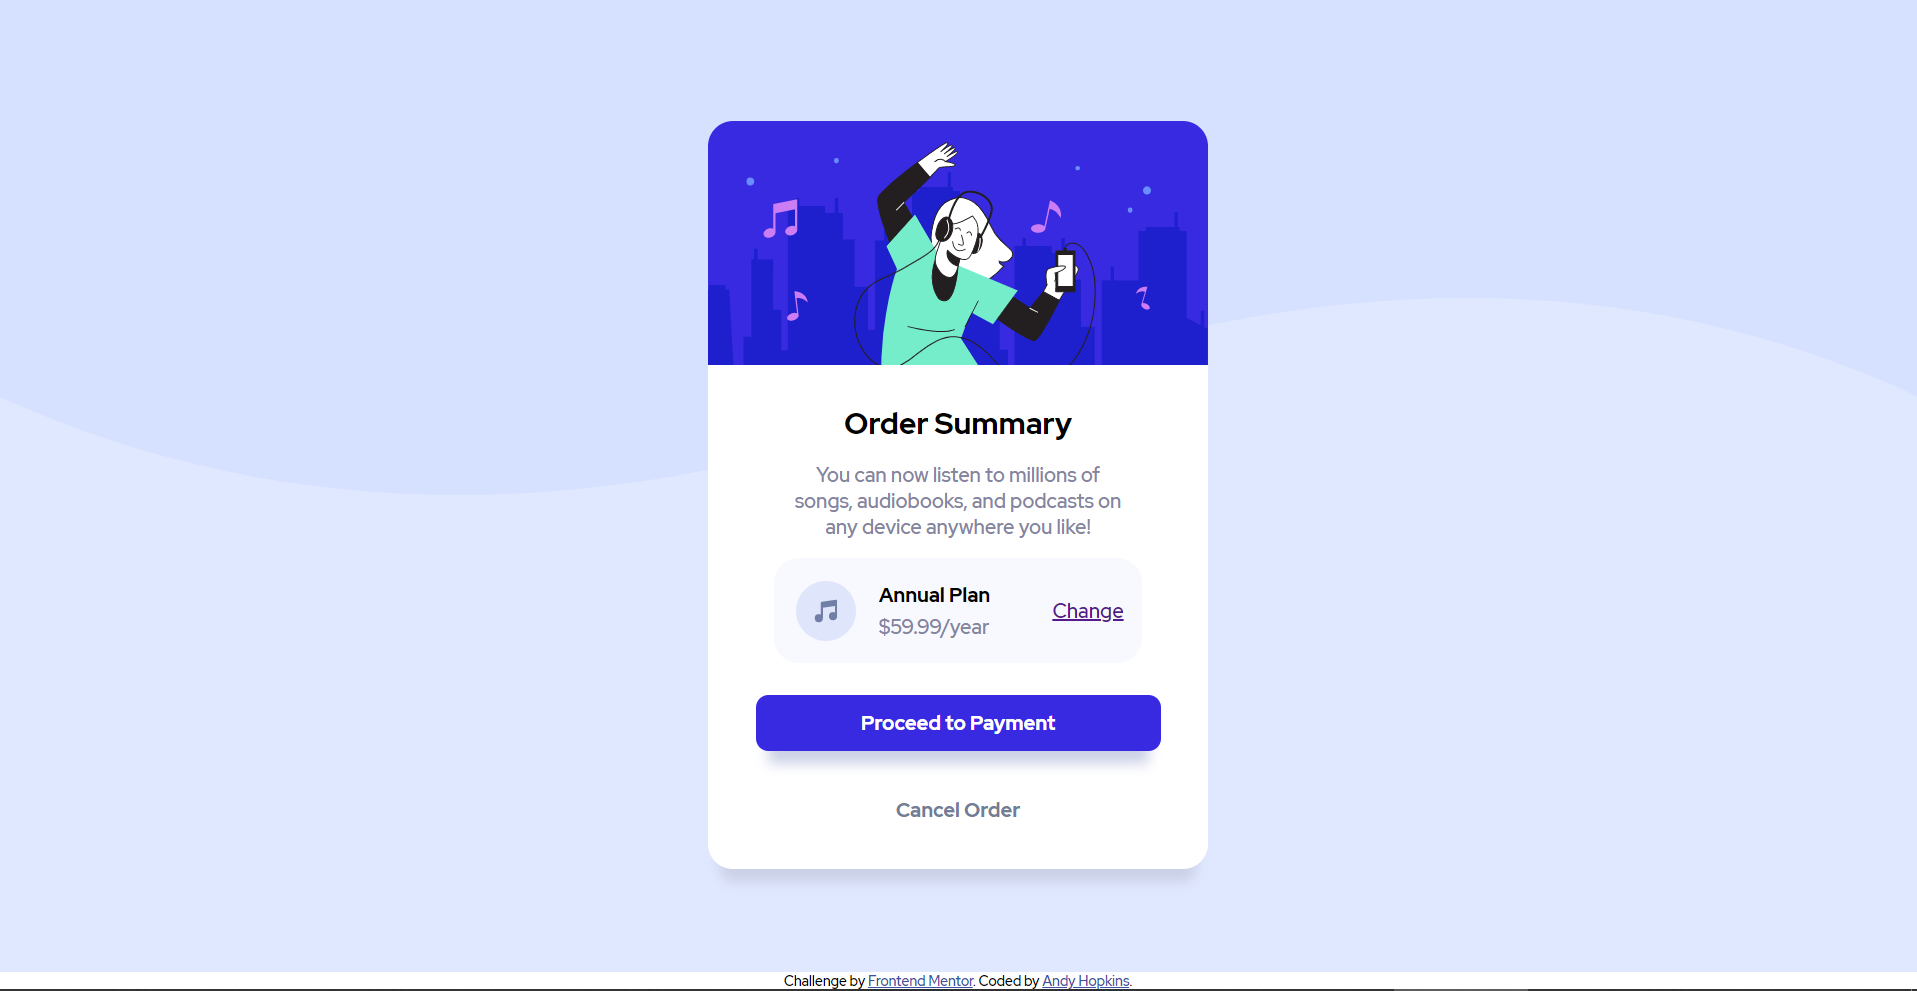 Order Summary
You can now listen to millions of
songs, audiobooks, and podcasts on
any device anywhere you like!
Annual Plan
$59.99/year
Change
Proceed to Payment
Cancel Order
Challenge by Frontend Mentor. Coded by Andy Hopkins.